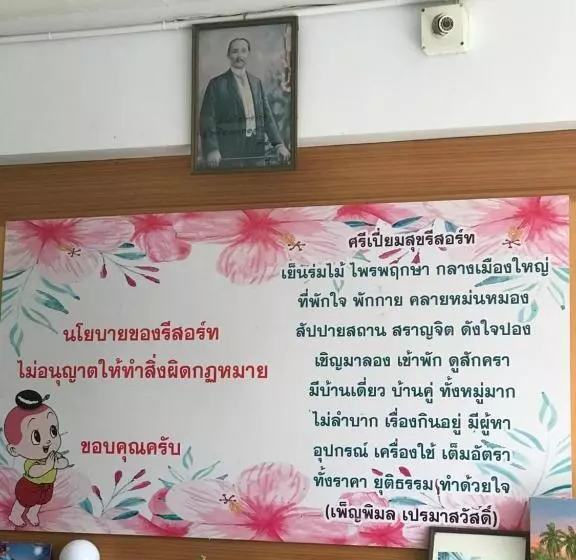 นโยบายของรีสอร์ท
ไม่อนุญาตให้ทำสิ่งผิดกฏหมาย
ขอบคุณครับ
ศรีเปี่ยมสุขรีสอร์ท
เย็นร่มไม้ ไพรพฤกษา กลางเมืองใหญ่
ที่พักใจ พักกาย คลายหม่นหมอง
สัปปายสถาน สราญจิต ดังใจปอง
เชิญมาลอง เข้าพัก ดูสักครา
มีบ้านเดี่ยว บ้านคู่ ทั้งหมู่มาก
ไม่ลำบาก เรื่องกินอยู่ มีผู้หา
อุปกรณ์ เครื่องใช้ เต็มอัตรา
ทั้งราคา ยุติธรรม ทำด้วยใจ
(เพ็ญพิมล เปรมาสวัสดิ์)